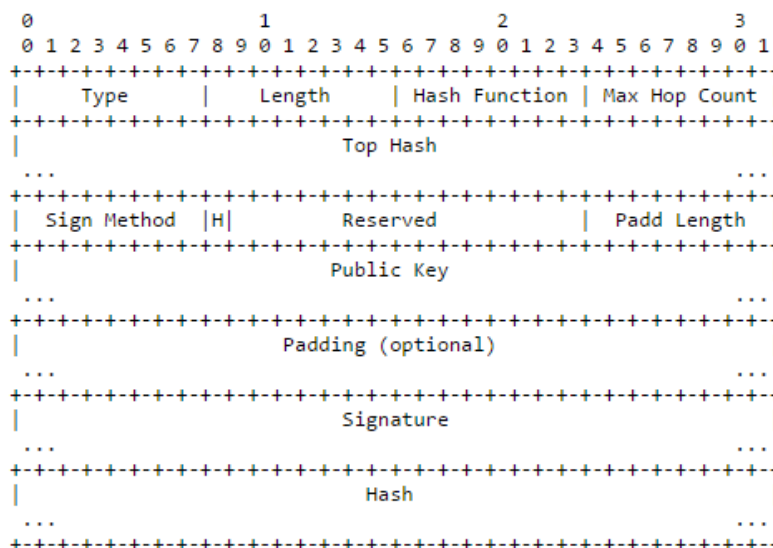 0                   1                   2                   3
 0 1 2 3 4 5 6 7 8 9 0 1 2 3 4 5 6 7 8 9 0 1 2 3 4 5 6 7 8 9 0 1
+-+-+-+-+-+-+-+-+-+-+-+-+-+-+-+-+-+-+-+-+-+-+-+-+-+-+-+-+-+-+-+-
|     Type      |    Length     | Hash Function | Max Hop Count
+-+-+-+-+-+-+-+-+-+-+-+-+-+-+-+-+-+-+-+-+-+-+-+-+-+-+-+-+-+-+-+-
|                           Top Hash
 ...                                                         ...
+-+-+-+-+-+-+-+-+-+-+-+-+-+-+-+-+-+-+-+-+-+-+-+-+-+-+-+-+-+-+-+-
|  Sign Method  |H|         Reserved            |  Padd Length
+-+-+-+-+-+-+-+-+-+-+-+-+-+-+-+-+-+-+-+-+-+-+-+-+-+-+-+-+-+-+-+-
|                          Public Key
 ...                                                         ...
+-+-+-+-+-+-+-+-+-+-+-+-+-+-+-+-+-+-+-+-+-+-+-+-+-+-+-+-+-+-+-+-
|                      Padding (optional)
 ...                                                         ...
+-+-+-+-+-+-+-+-+-+-+-+-+-+-+-+-+-+-+-+-+-+-+-+-+-+-+-+-+-+-+-+-
|                           Signature
 ...                                                         ...
+-+-+-+-+-+-+-+-+-+-+-+-+-+-+-+-+-+-+-+-+-+-+-+-+-+-+-+-+-+-+-+-
|                             Hash
 ...                                                         ...
+-+-+-+-+-+-+-+-+-+-+-+-+-+-+-+-+-+-+-+-+-+-+-+-+-+-+-+-+-+-+-+-